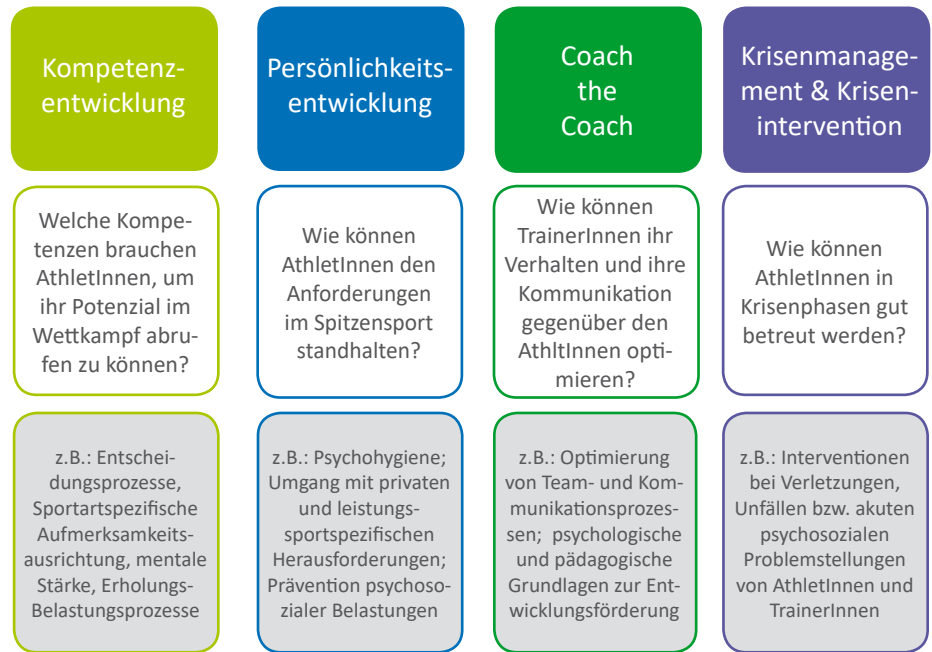 Kompetenz-
entwicklung
Persönlichkeits-
entwicklung
Coach
the
Coach
Krisenmanage-
ment & Krisen-
intervention
Welche Kompe-
tenzen brauchen
AthletInnen, um
ihr Potenzial im
Wettkampf abru-
fen zu können?
Wie können
AthletInnen den
Anforderungen
im Spitzensport
standhalten?
Wie können
TrainerInnen ihr
Verhalten und ihre
Kommunikation
gegenüber den
AthltInnen opti-
mieren?
Wie können
AthletInnen in
Krisenphasen gut
betreut werden?
z.B.: Entschei-
dungsprozesse,
Sportartspezifische
Aufmerksamkeits-
ausrichtung, mentale
Stärke, Erholungs-
Belastungsprozesse
z.B.: Psychohygiene;
Umgang mit privaten
und leistungs-
sportspezifischen
Herausforderungen;
Prävention psychoso-
zialer Belastungen
z.B.: Optimierung
von Team- und Kom-
munikationsprozes-
sen; psychologische
und pädagogische
Grundlagen zur Ent-
wicklungsförderung
z.B.: Interventionen
bei Verletzungen,
Unfällen bzw. akuten
psychosozialen
Problemstellungen
von AthletInnen und
TrainerInnen